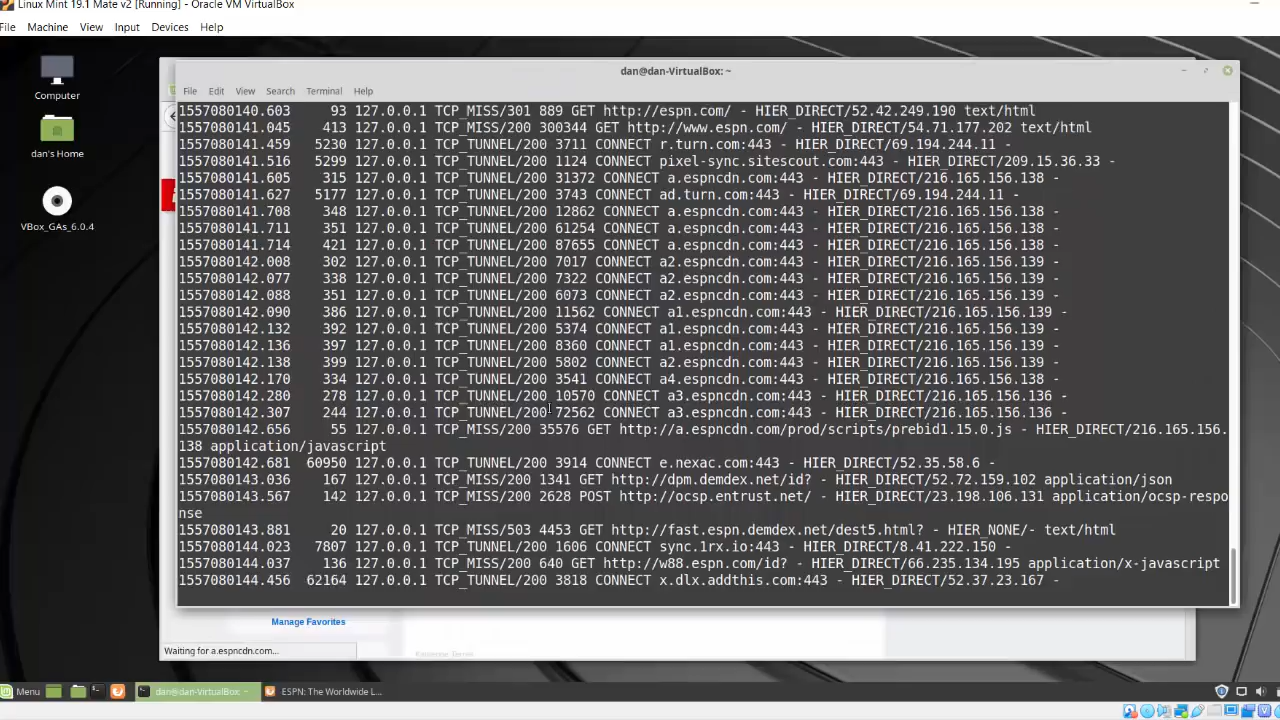 Linux Mint 19.1 Mate v2 [Running] - Oracle VM VirtualBox
File Machine View Input Devices Help
Computer
dan's Home
VBox_GAs_6.0.4
dan@dan-VirtualBox: ~
File Edit View Search Terminal Help
1557080140.603 93 127.0.0.1 TCP_MISS/301 889 GET http://espn.com/ - HIER_DIRECT/52.42.249.190 text/html
1557080141.045 413 127.0.0.1 TCP_MISS/200 300344 GET http://www.espn.com/ - HIER_DIRECT/54.71.177.202 text/html
1557080141.459 5230 127.0.0.1 TCP_TUNNEL/200 3711 CONNECT r.turn.com:443 - HIER_DIRECT/69.194.244.11 -
1557080141.516 5299 127.0.0.1 TCP_TUNNEL/200 1124 CONNECT pixel-sync.sitescout.com:443 - HIER_DIRECT/209.15.36.33 -
1557080141.605 315 127.0.0.1 TCP_TUNNEL/200 31372 CONNECT a.espncdn.com:443 - HIER_DIRECT/216.165.156.138 -
1557080141.627 5177 127.0.0.1 TCP_TUNNEL/200 3743 CONNECT ad.turn.com:443 - HIER_DIRECT/69.194.244.11 -
1557080141.708 348 127.0.0.1 TCP_TUNNEL/200 12862 CONNECT a.espncdn.com:443 - HIER_DIRECT/216.165.156.138 -
1557080141.711 351 127.0.0.1 TCP_TUNNEL/200 61254 CONNECT a.espncdn.com:443 - HIER_DIRECT/216.165.156.138 -
1557080141.714 421 127.0.0.1 TCP_TUNNEL/200 87655 CONNECT a.espncdn.com:443 - HIER_DIRECT/216.165.156.138 -
1557080142.008 302 127.0.0.1 TCP_TUNNEL/200 7017 CONNECT a2.espncdn.com:443 - HIER_DIRECT/216.165.156.139 -
1557080142.077 338 127.0.0.1 TCP_TUNNEL/200 7322 CONNECT a2.espncdn.com:443 - HIER_DIRECT/216.165.156.139 -
1557080142.088 351 127.0.0.1 TCP_TUNNEL/200 6073 CONNECT a2.espncdn.com:443 - HIER_DIRECT/216.165.156.139 -
1557080142.090 386 127.0.0.1 TCP_TUNNEL/200 11562 CONNECT a1.espncdn.com:443 - HIER_DIRECT/216.165.156.139 -
1557080142.132 392 127.0.0.1 TCP_TUNNEL/200 5374 CONNECT a1.espncdn.com:443 - HIER_DIRECT/216.165.156.139 -
1557080142.136 397 127.0.0.1 TCP_TUNNEL/200 8360 CONNECT a1.espncdn.com:443 - HIER_DIRECT/216.165.156.139 -
1557080142.138 399 127.0.0.1 TCP_TUNNEL/200 5802 CONNECT a2.espncdn.com:443 - HIER_DIRECT/216.165.156.139 -
1557080142.170 334 127.0.0.1 TCP_TUNNEL/200 3541 CONNECT a4.espncdn.com:443 - HIER_DIRECT/216.165.156.138 -
1557080142.280 278 127.0.0.1 TCP_TUNNEL/200 10570 CONNECT a3.espncdn.com:443 - HIER_DIRECT/216.165.156.136 -
1557080142.307 244 127.0.0.1 TCP_TUNNEL/200 72562 CONNECT a3.espncdn.com:443 - HIER_DIRECT/216.165.156.136 -
1557080142.656 55 127.0.0.1 TCP_MISS/200 35576 GET http://a.espncdn.com/prod/scripts/prebid1.15.0.js - HIER_DIRECT/216.165.156.
138 application/javascript
1557080142.681 60950 127.0.0.1 TCP_TUNNEL/200 3914 CONNECT e.nexac.com:443 - HIER_DIRECT/52.35.58.6 -
1557080143.036 167 127.0.0.1 TCP_MISS/200 1341 GET http://dpm.demdex.net/id? - HIER_DIRECT/52.72.159.102 application/json
1557080143.567 142 127.0.0.1 TCP_MISS/200 2628 POST http://ocsp.entrust.net/ - HIER_DIRECT/23.198.106.131 application/ocsp-respo
nse
1557080143.881 20 127.0.0.1 TCP_MISS/503 4453 GET http://fast.espn.demdex.net/dest5.html? - HIER_NONE/- text/html
1557080144.023 7807 127.0.0.1 TCP_TUNNEL/200 1606 CONNECT sync.1rx.io:443 - HIER_DIRECT/8.41.222.150 -
1557080144.037 136 127.0.0.1 TCP_MISS/200 640 GET http://w88.espn.com/id? - HIER_DIRECT/66.235.134.195 application/x-javascript
1557080144.456 62164 127.0.0.1 TCP_TUNNEL/200 3818 CONNECT x.dlx.addthis.com:443 - HIER_DIRECT/52.37.23.167 -
Manage Favorites
Waiting for a.espncdn.com...
Menu
dan@dan-VirtualBox: ~
ESPN: The Worldwide L...